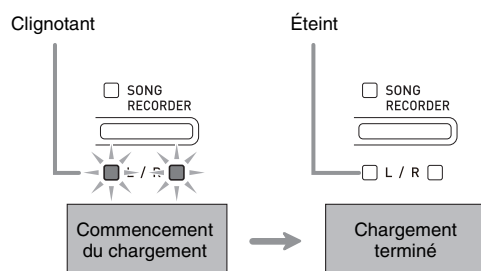 Clignotant
Éteint
SONG
RECORDER
L / R
Commencement
du chargement
SONG
RECORDER
L / R
Chargement
terminé